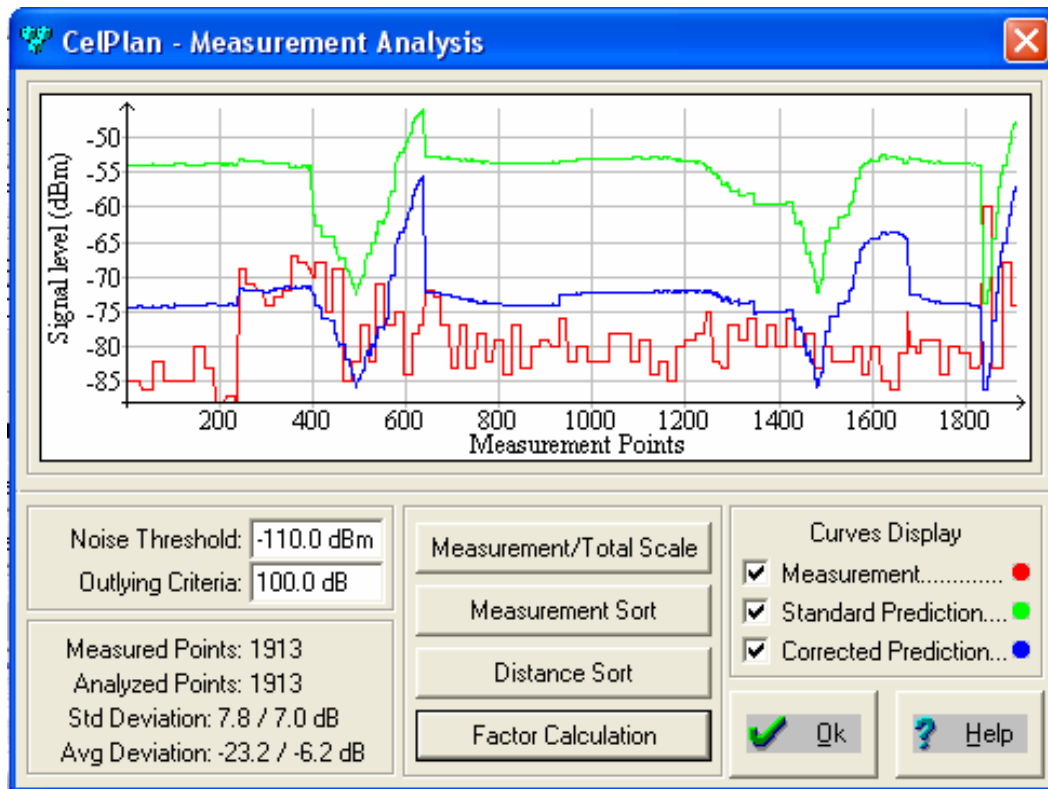 CelPlan - Measurement Analysis
Signal level (dBm)
-50
-55
-60
-65
-70
-75
-80
-85
200 400 600 800 1000 1200 1400 1600 1800
Measurement Points
Noise Threshold: -110.0 dBm
Outlying Criteria: 100.0 dB
Measured Points: 1913
Analyzed Points: 1913
Std Deviation: 7.8 / 7.0 dB
Avg Deviation: -23.2 / -6.2 dB
Measurement/Total Scale
Measurement Sort
Distance Sort
Factor Calculation
Curves Display
Measurement.............
Standard Prediction....
Corrected Prediction...
Ok
Help